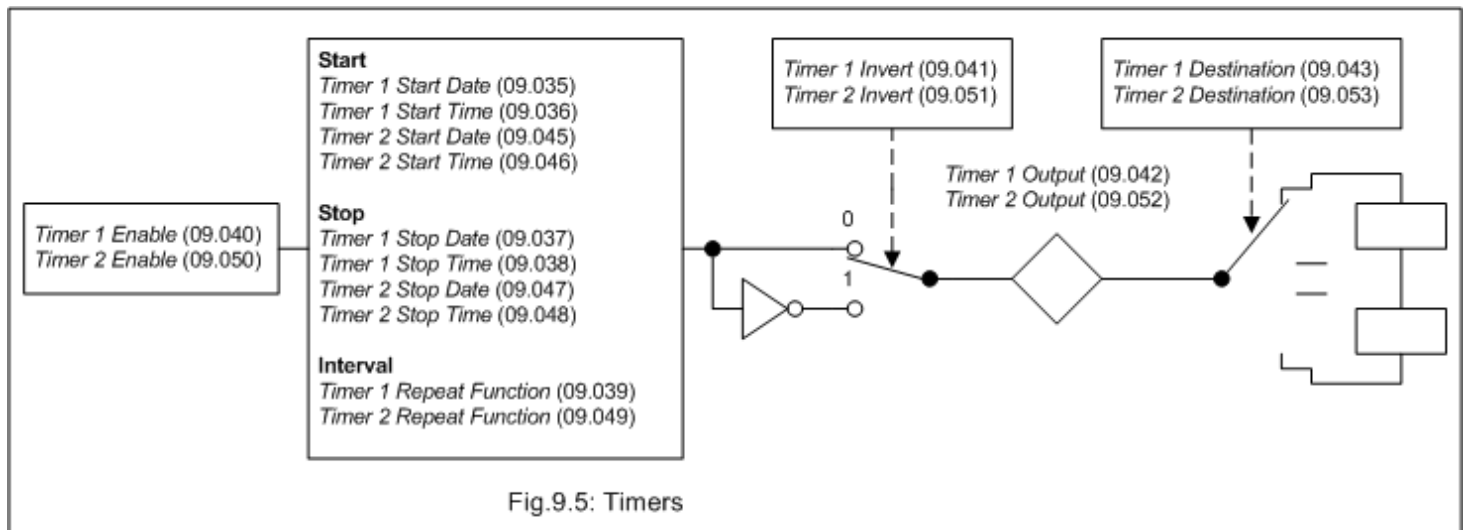 Timer 1 Enable (09.040)
Timer 2 Enable (09.050)
Start
Timer 1 Start Date (09.035)
Timer 1 Start Time (09.036)
Timer 2 Start Date (09.045)
Timer 2 Start Time (09.046)
Stop
Timer 1 Stop Date (09.037)
Timer 1 Stop Time (09.038)
Timer 2 Stop Date (09.047)
Timer 2 Stop Time (09.048)
Interval
Timer 1 Repeat Function (09.039)
Timer 2 Repeat Function (09.049)
Timer 1 Invert (09.041)
Timer 2 Invert (09.051)
0
1
Timer 1 Output (09.042)
Timer 2 Output (09.052)
Timer 1 Destination (09.043)
Timer 2 Destination (09.053)
Fig.9.5: Timers